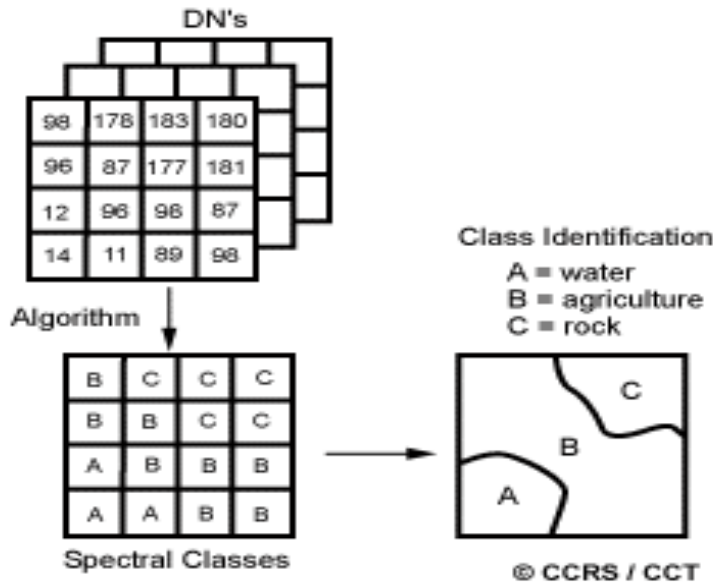 DN's
98 178 183 180
96 87 177 181
12 96 98 87
14 11 89 98
Algorithm
B C C C
B B C C
A B B B
A A B B
Spectral Classes
Class Identification
A = water
B = agriculture
C = rock
C
B
A
© CCRS / CCT